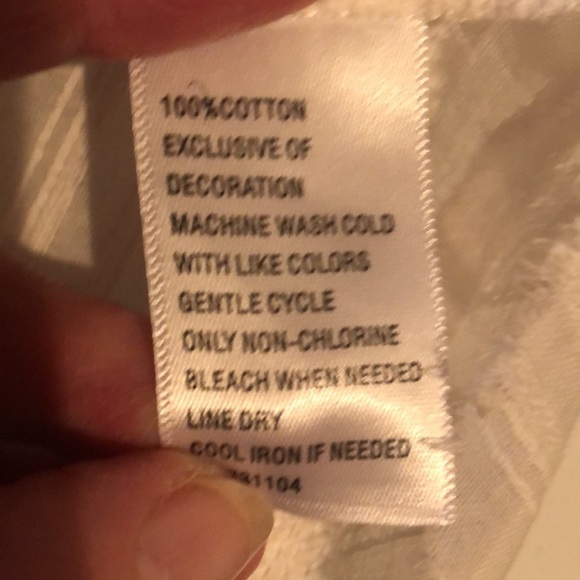 100%COTTON
EXCLUSIVE OF
DECORATION
MACHINE WASH COLD
WITH LIKE COLORS
GENTLE CYCLE
ONLY NON-CHLORINE
BLEACH WHEN NEEDED
LINE DRY
COOL IRON IF NEEDED